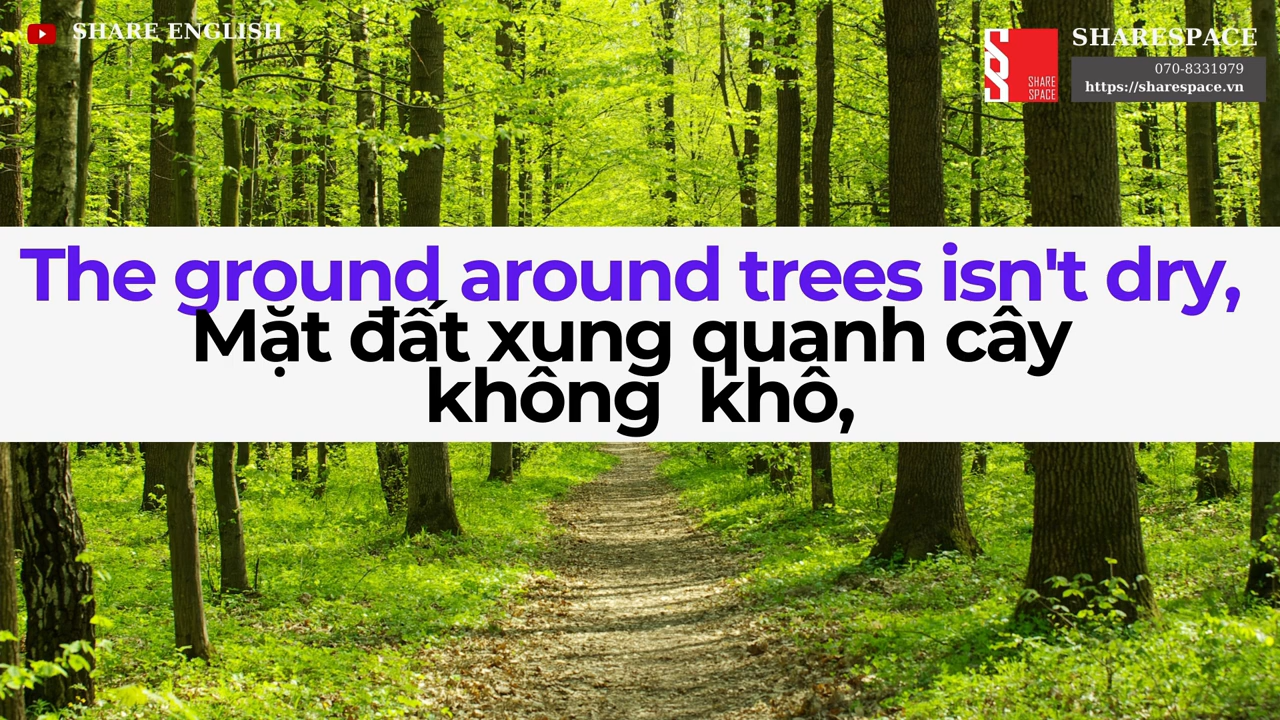 SHARE ENGLISH
SHARESPACE
070-8331979
https://sharespace.vn
SHARE
SPACE
The ground around trees isn't dry,
Mặt đất xung quanh cây
không khô,